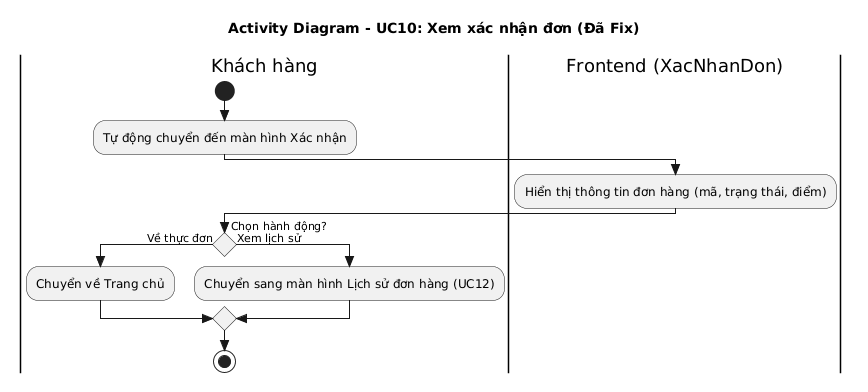 Activity Diagram - UC10: Xem xác nhận đơn (Đã Fix)
Khách hàng
Frontend (XacNhanDon)
Tự động chuyển đến màn hình Xác nhận
Hiển thị thông tin đơn hàng (mã, trạng thái, điểm)
Chọn hành động?
Về thực đơn
Xem lịch sử
Chuyển về Trang chủ
Chuyển sang màn hình Lịch sử đơn hàng (UC12)